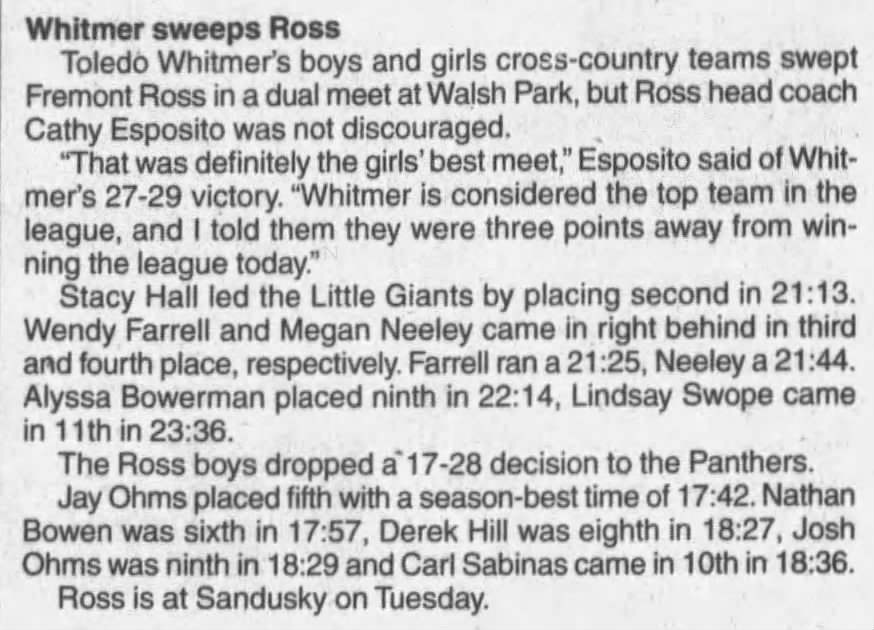 Whitmer sweeps Ross
Toledo Whitmer's boys and girls cross-country teams swept
Fremont Ross in a dual meet at Walsh Park, but Ross head coach
Cathy Esposito was not discouraged.
"That was definitely the girls' best meet," Esposito said of Whit-
mer's 27-29 victory. "Whitmer is considered the top team in the
league, and I told them they were three points away from win-
ning the league today."
Stacy Hall led the Little Giants by placing second in 21:13.
Wendy Farrell and Megan Neeley came in right behind in third
and fourth place, respectively. Farrell ran a 21:25, Neeley a 21:44.
Alyssa Bowerman placed ninth in 22:14, Lindsay Swope came
in 11th in 23:36.
The Ross boys dropped a 17-28 decision to the Panthers.
Jay Ohms placed fifth with a season-best time of 17:42. Nathan
Bowen was sixth in 17:57, Derek Hill was eighth in 18:27, Josh
Ohms was ninth in 18:29 and Carl Sabinas came in 10th in 18:36.
Ross is at Sandusky on Tuesday.